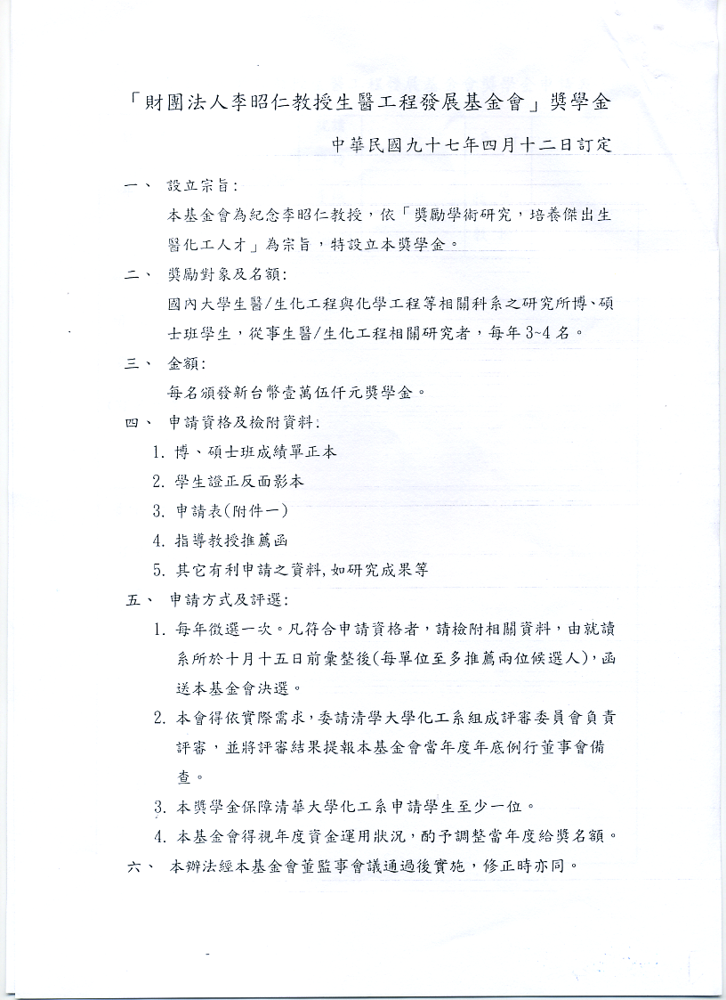 「財團法人李昭仁教授生醫工程發展基金會」獎學金
中華民國九十七年四月十二日訂定
一、 設立宗旨:
本基金會為紀念李昭仁教授，依「獎勵學術研究，培養傑出生
醫化工人才」為宗旨，特設立本獎學金。
二、 獎勵對象及名額:
國內大學生醫/生化工程與化學工程等相關科系之研究所博、碩
士班學生，從事生醫/生化工程相關研究者，每年3~4名。
三、 金額:
每名頒發新台幣壹萬伍仟元獎學金。
四、 申請資格及檢附資料:
1. 博、碩士班成績單正本
2. 學生證正反面影本
3. 申請表(附件一)
4. 指導教授推薦函
5. 其它有利申請之資料,如研究成果等
五、 申請方式及評選:
1. 每年徵選一次。凡符合申請資格者，請檢附相關資料，由就讀
系所於十月十五日前彙整後(每單位至多推薦兩位候選人)，函
送本基金會決選。
2. 本會得依實際需求，委請清學大學化工系組成評審委員會負責
評審，並將評審結果提報本基金會當年度年底例行董事會備
查。
3. 本獎學金保障清華大學化工系申請學生至少一位。
4. 本基金會得視年度資金運用狀況，酌予調整當年度給獎名額。
六、 本辦法經本基金會董監事會議通過後實施，修正時亦同。